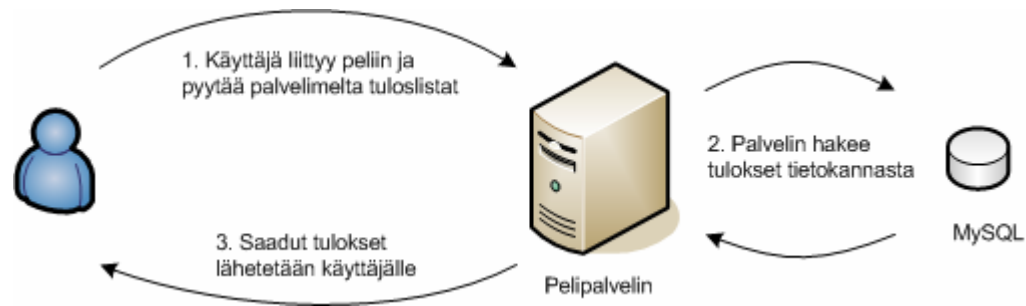 1. Käyttäjä liittyy peliin ja
pyytää palvelimelta tuloslistat
2. Palvelin hakee
tulokset tietokannasta
MySQL
3. Saadut tulokset
lähetetään käyttäjälle
Pelipalvelin